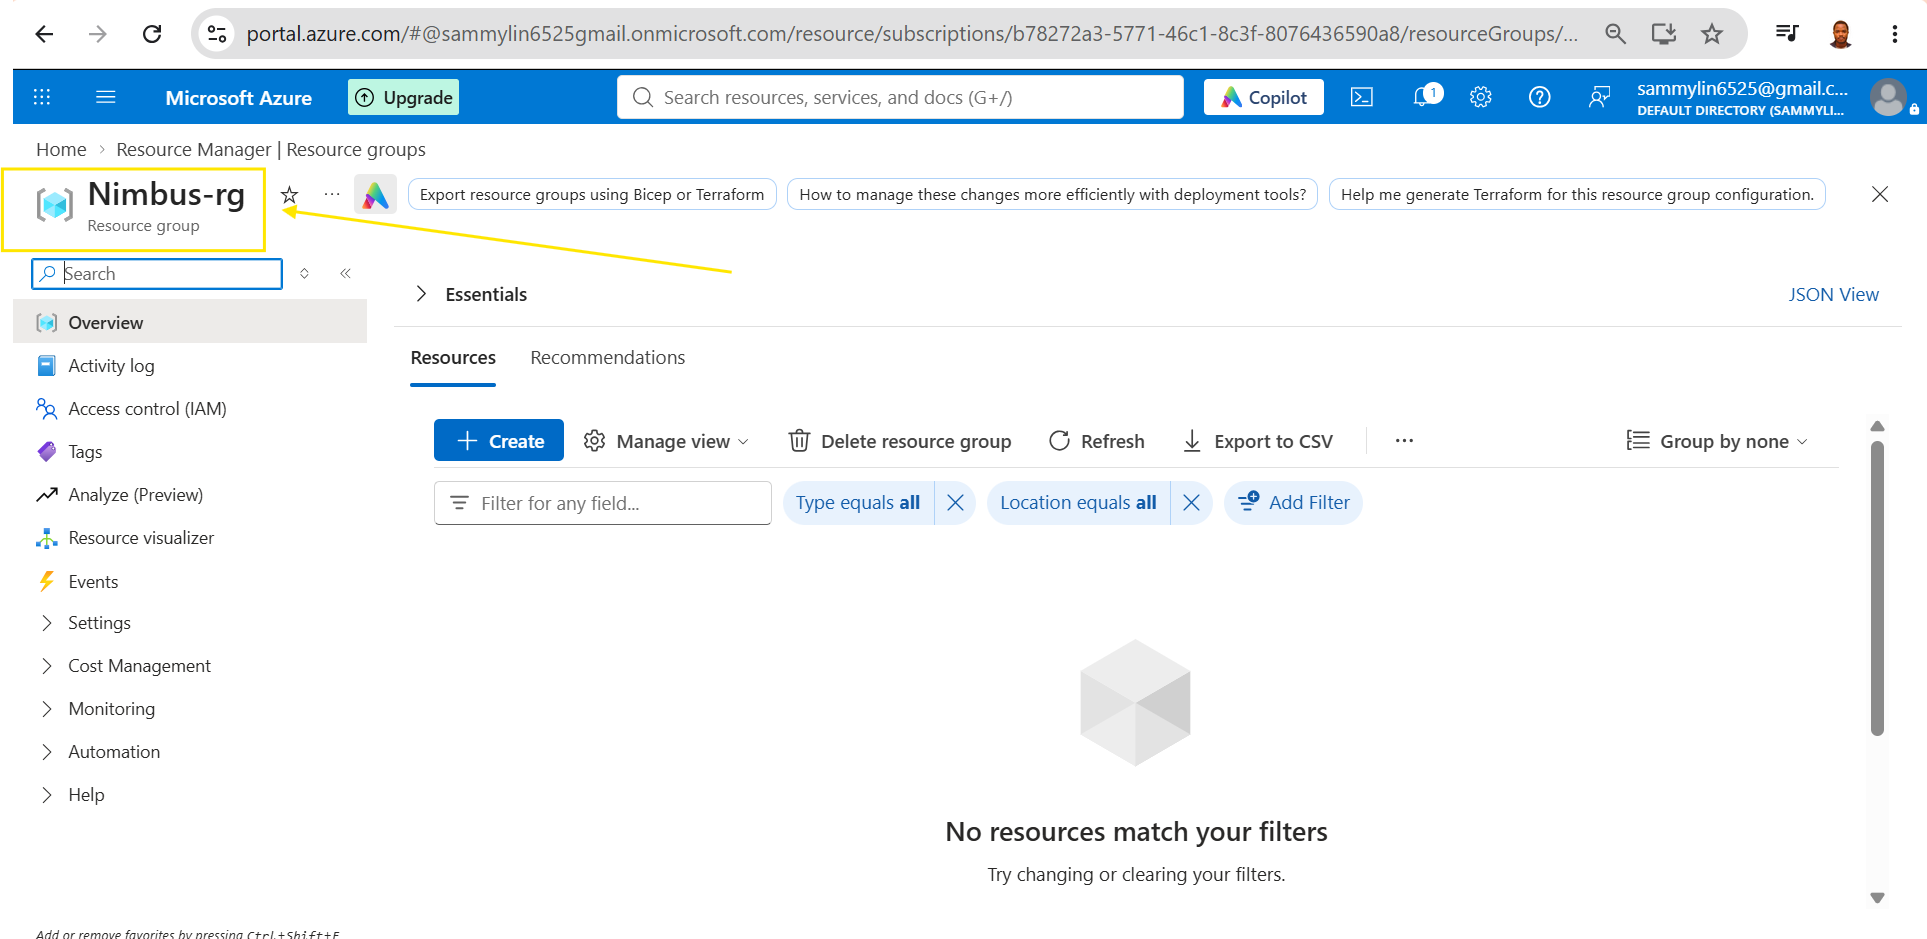 portal.azure.com/#@sammylin6525gmail.onmicrosoft.com/resource/subscriptions/b78272a3-5771-46c1-8c3f-8076436590a8/resourceGroups/...
Microsoft Azure
Upgrade
Search resources, services, and docs (G+/)
Copilot
1
sammylin6525@gmail.c...
DEFAULT DIRECTORY (SAMMYLI...
Home > Resource Manager | Resource groups
Nimbus-rg
Resource group
Export resource groups using Bicep or Terraform
How to manage these changes more efficiently with deployment tools?
Help me generate Terraform for this resource group configuration.
Search
Overview
Activity log
Access control (IAM)
Tags
Analyze (Preview)
Resource visualizer
Events
Settings
Cost Management
Monitoring
Automation
Help
Add or remove favorites by pressing Ctrl+Shift+F
Essentials
JSON View
Resources
Recommendations
Create
Manage view
Delete resource group
Refresh
Export to CSV
Group by none
Filter for any field...
Type equals all
Location equals all
Add Filter
No resources match your filters
Try changing or clearing your filters.